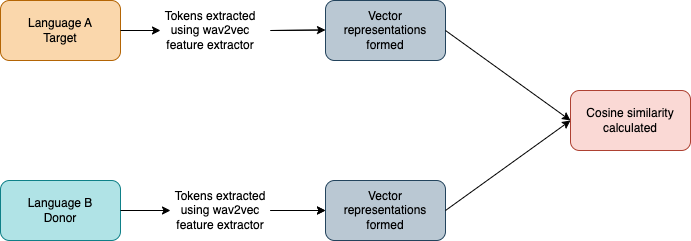 Language A
Target
Tokens extracted
using wav2vec
feature extractor
Vector
representations
formed
Cosine similarity
calculated
Language B
Donor
Tokens extracted
using wav2vec
feature extractor
Vector
representations
formed